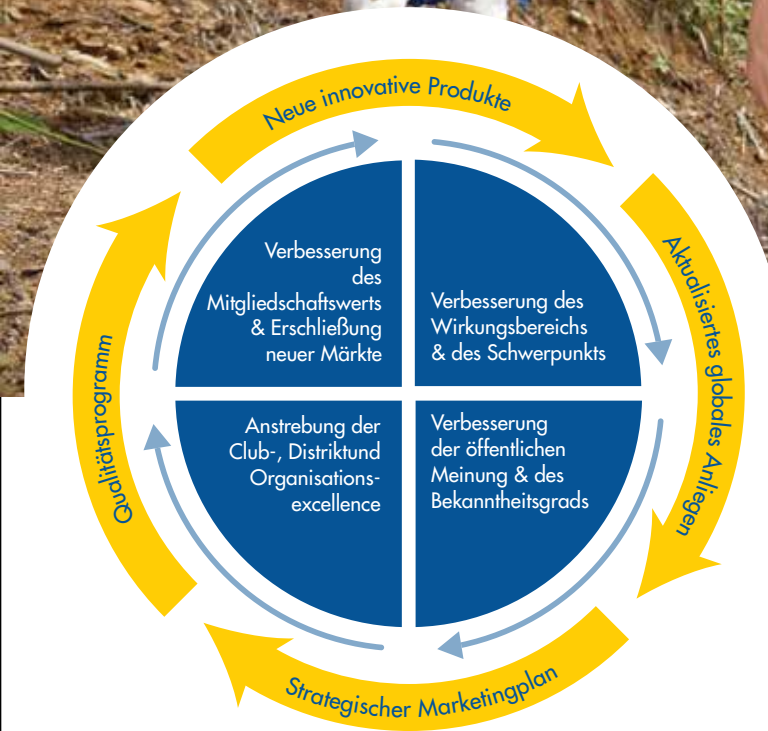 Neue innovative Produkte
Aktualisiertes globales Anliegen
Strategischer Marketingplan
Qualitätsprogramm
Verbesserung
des
Mitgliedschaftswerts
& Erschließung
neuer Märkte
Verbesserung des
Wirkungsbereichs
& des Schwerpunkts
Anstrebung der
Club-, Distriktund
Organisations-
excellence
Verbesserung
der öffentlichen
Meinung & des
Bekanntheitsgrads